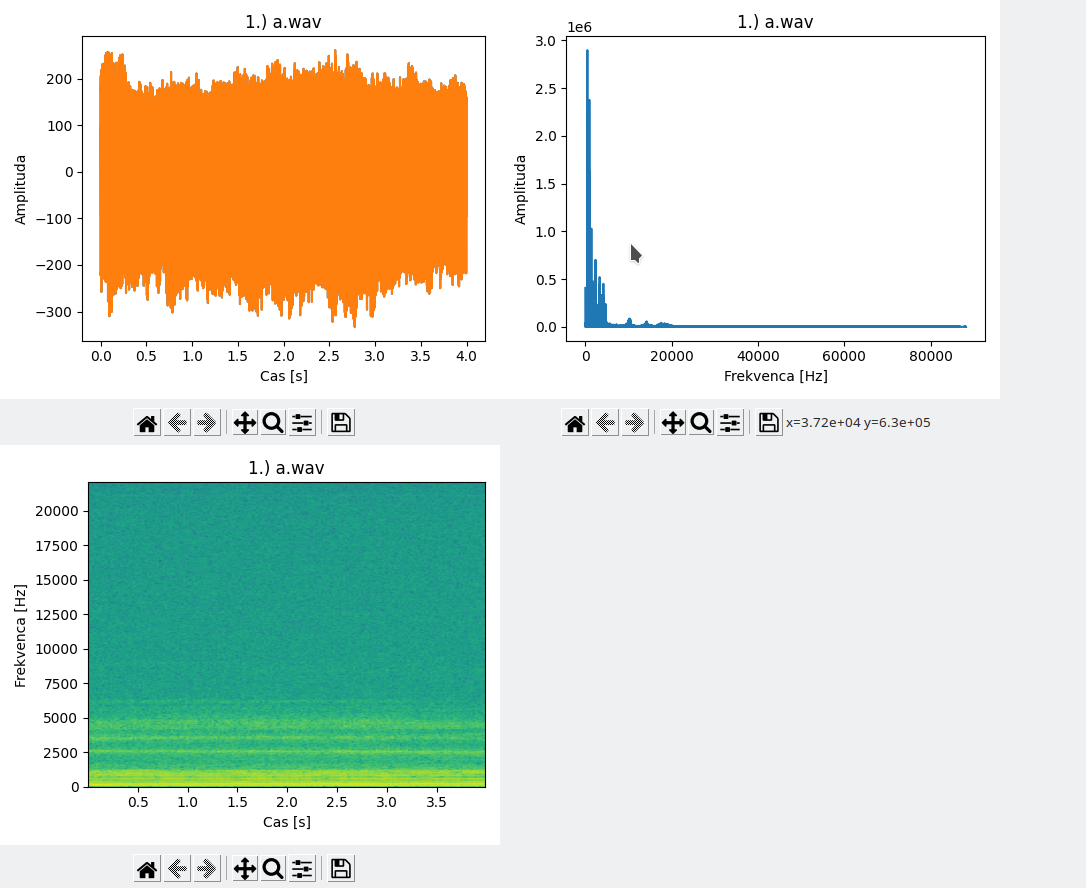 1.) a.wav
Amplituda
200
100
0
−100
−200
−300
0.0 0.5 1.0 1.5 2.0 2.5 3.0 3.5 4.0
Cas [s]
1.) a.wav
1e6
Amplituda
3.0
2.5
2.0
1.5
1.0
0.5
0.0
0 20000 40000 60000 80000
Frekvenca [Hz]
x=3.72e+04 y=6.3e+05
1.) a.wav
Frekvenca [Hz]
20000
17500
15000
12500
10000
7500
5000
2500
0
0.5 1.0 1.5 2.0 2.5 3.0 3.5
Cas [s]